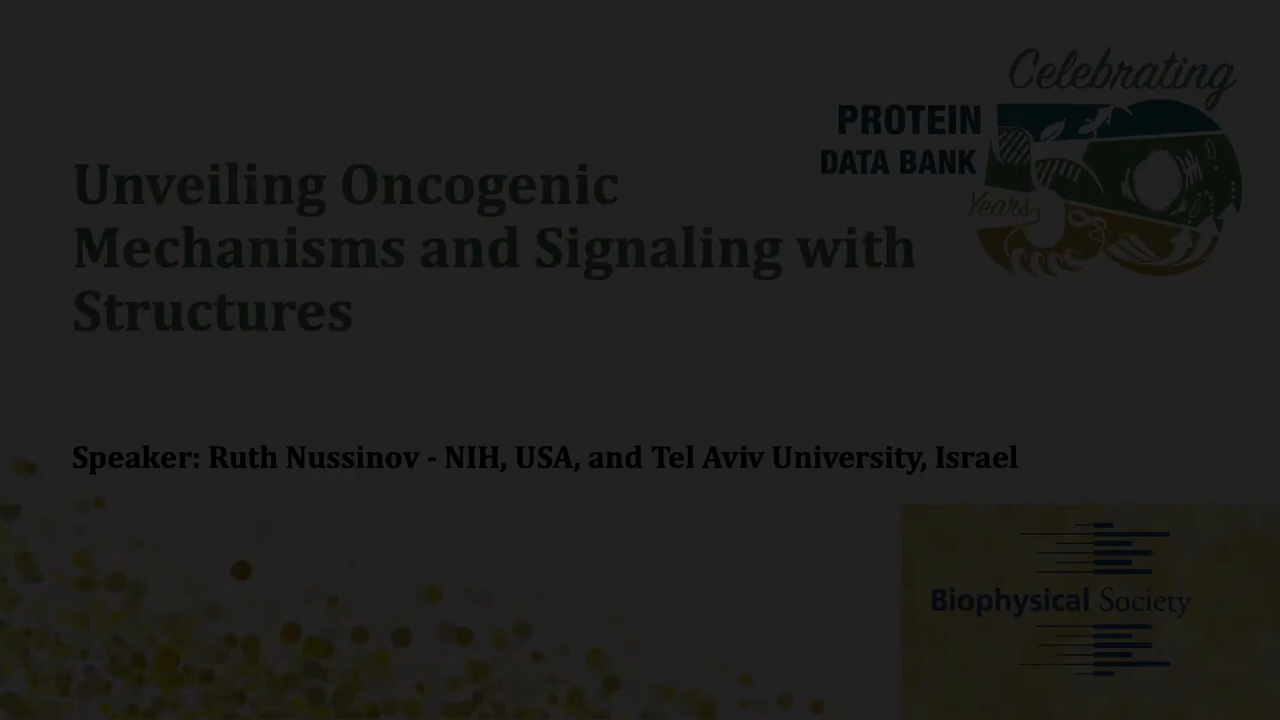 Celebrating
PROTEIN
DATA BANK
50
Years
Unveiling Oncogenic
Mechanisms and Signaling with
Structures
Speaker: Ruth Nussinov - NIH, USA, and Tel Aviv University, Israel
Biophysical Society